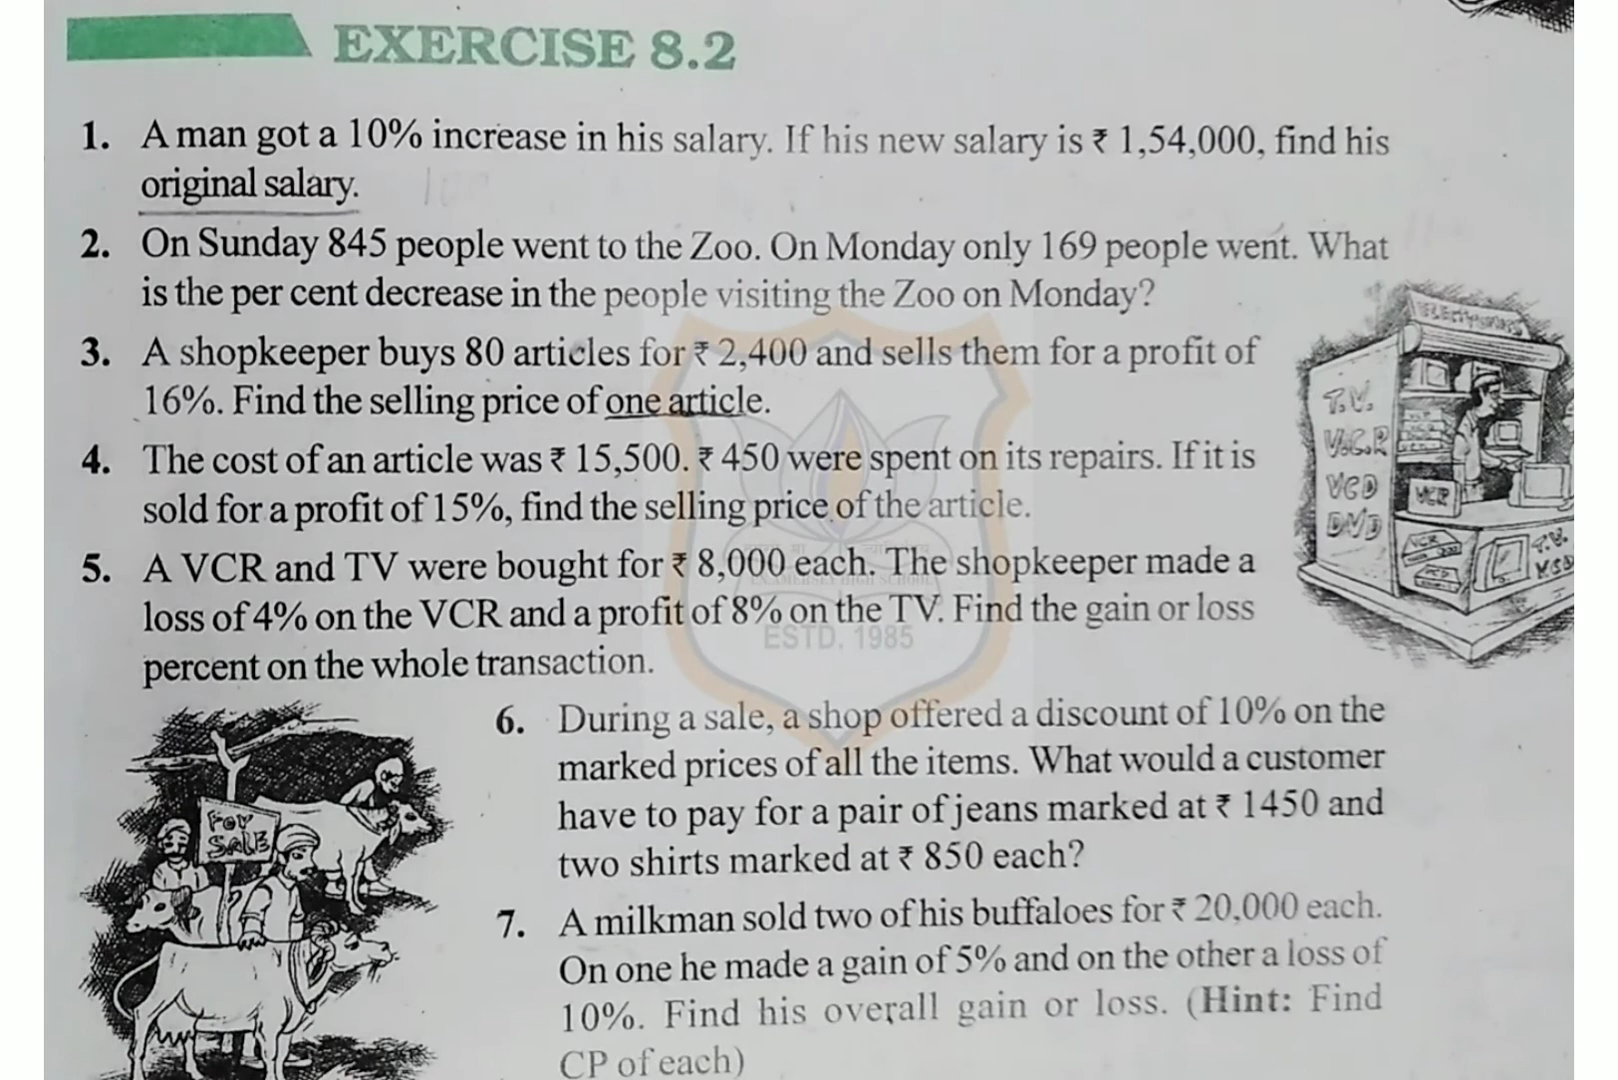 EXERCISE 8.2
1. A man got a 10% increase in his salary. If his new salary is ₹ 1,54,000, find his
original salary.
2. On Sunday 845 people went to the Zoo. On Monday only 169 people went. What
is the per cent decrease in the people visiting the Zoo on Monday?
3. A shopkeeper buys 80 articles for ₹ 2,400 and sells them for a profit of
16%. Find the selling price of one article.
4. The cost of an article was ₹ 15,500. ₹ 450 were spent on its repairs. If it is
sold for a profit of 15%, find the selling price of the article.
5. A VCR and TV were bought for ₹ 8,000 each. The shopkeeper made a
loss of 4% on the VCR and a profit of 8% on the TV. Find the gain or loss
percent on the whole transaction.
ESTD. 1985
T.V.
V.C.R
VCD
DVD
VCR
VCR
T.V.
FOR
SALE
6. During a sale, a shop offered a discount of 10% on the
marked prices of all the items. What would a customer
have to pay for a pair of jeans marked at ₹ 1450 and
two shirts marked at ₹ 850 each?
7. A milkman sold two of his buffaloes for ₹ 20,000 each.
On one he made a gain of 5% and on the other a loss of
10%. Find his overall gain or loss. (Hint: Find
CP of each)